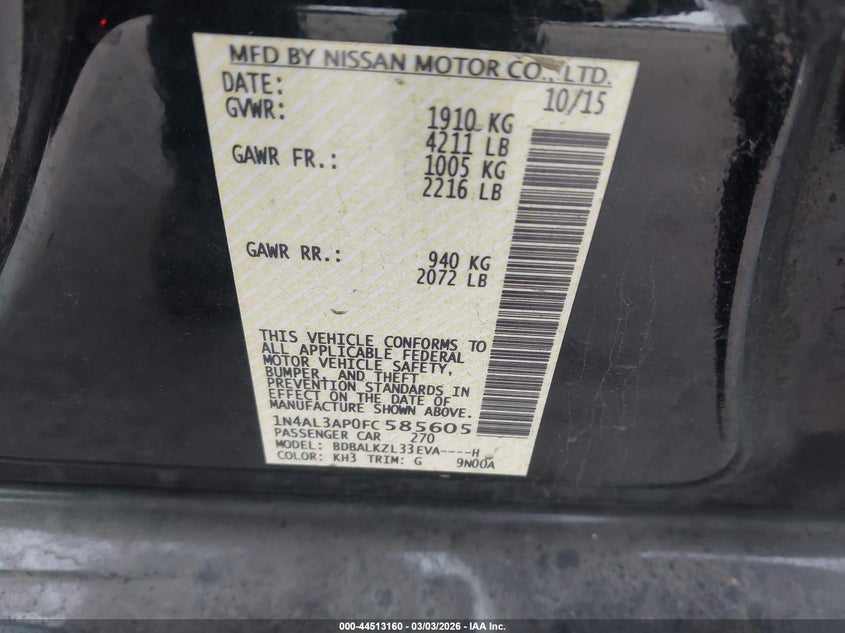 MFD BY NISSAN MOTOR CO., LTD.
DATE: 10/15
GVWR: 1910 KG
4211 LB
GAWR FR.: 1005 KG
2216 LB
GAWR RR.: 940 KG
2072 LB
THIS VEHICLE CONFORMS TO
ALL APPLICABLE FEDERAL
MOTOR VEHICLE SAFETY,
BUMPER, AND THEFT
PREVENTION STANDARDS IN
EFFECT ON THE DATE OF
MANUFACTURE SHOWN ABOVE.
1N4AL3AP0FC585605
PASSENGER CAR 270
MODEL: BDBALKZL33EVA----H
COLOR: KH3 TRIM: G 9N00A
000-44513160 - 03/03/2026 - IAA Inc.